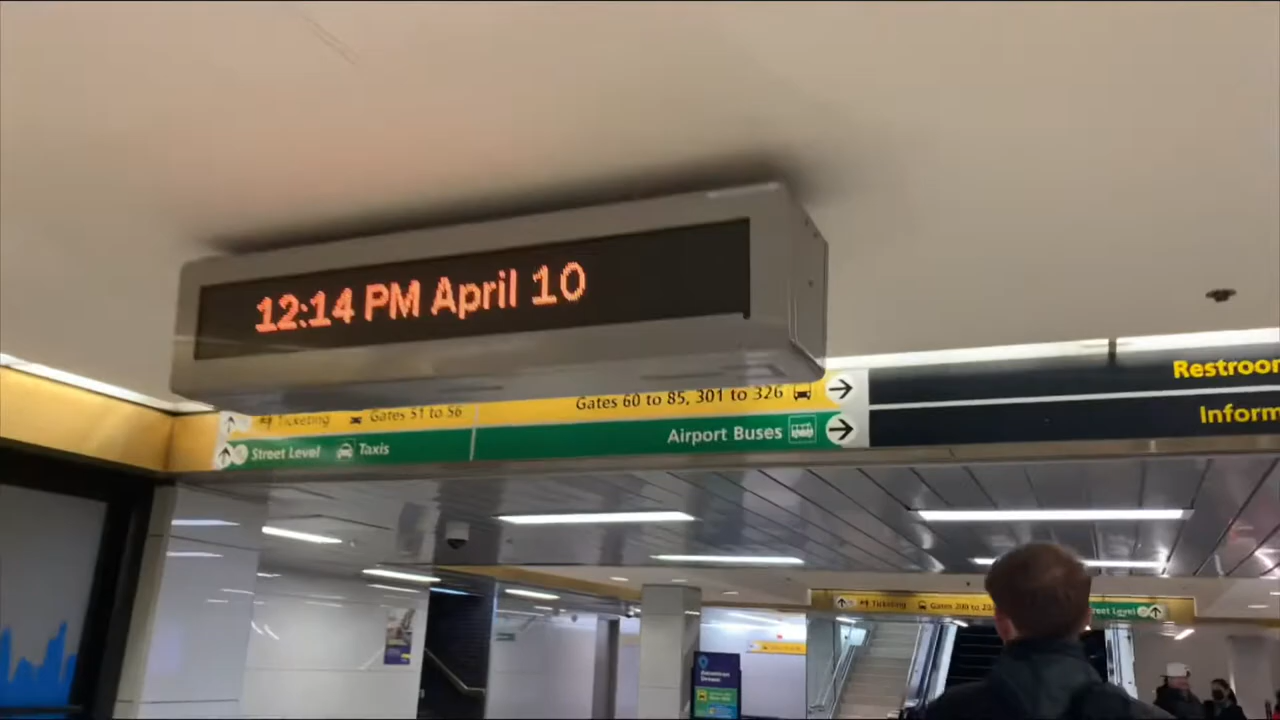 12:14 PM April 10
Ticketing Gates 51 to 56
Gates 60 to 85, 301 to 326
Street Level Taxis
Airport Buses
Restroo
Inform
Ticketing
Street Level